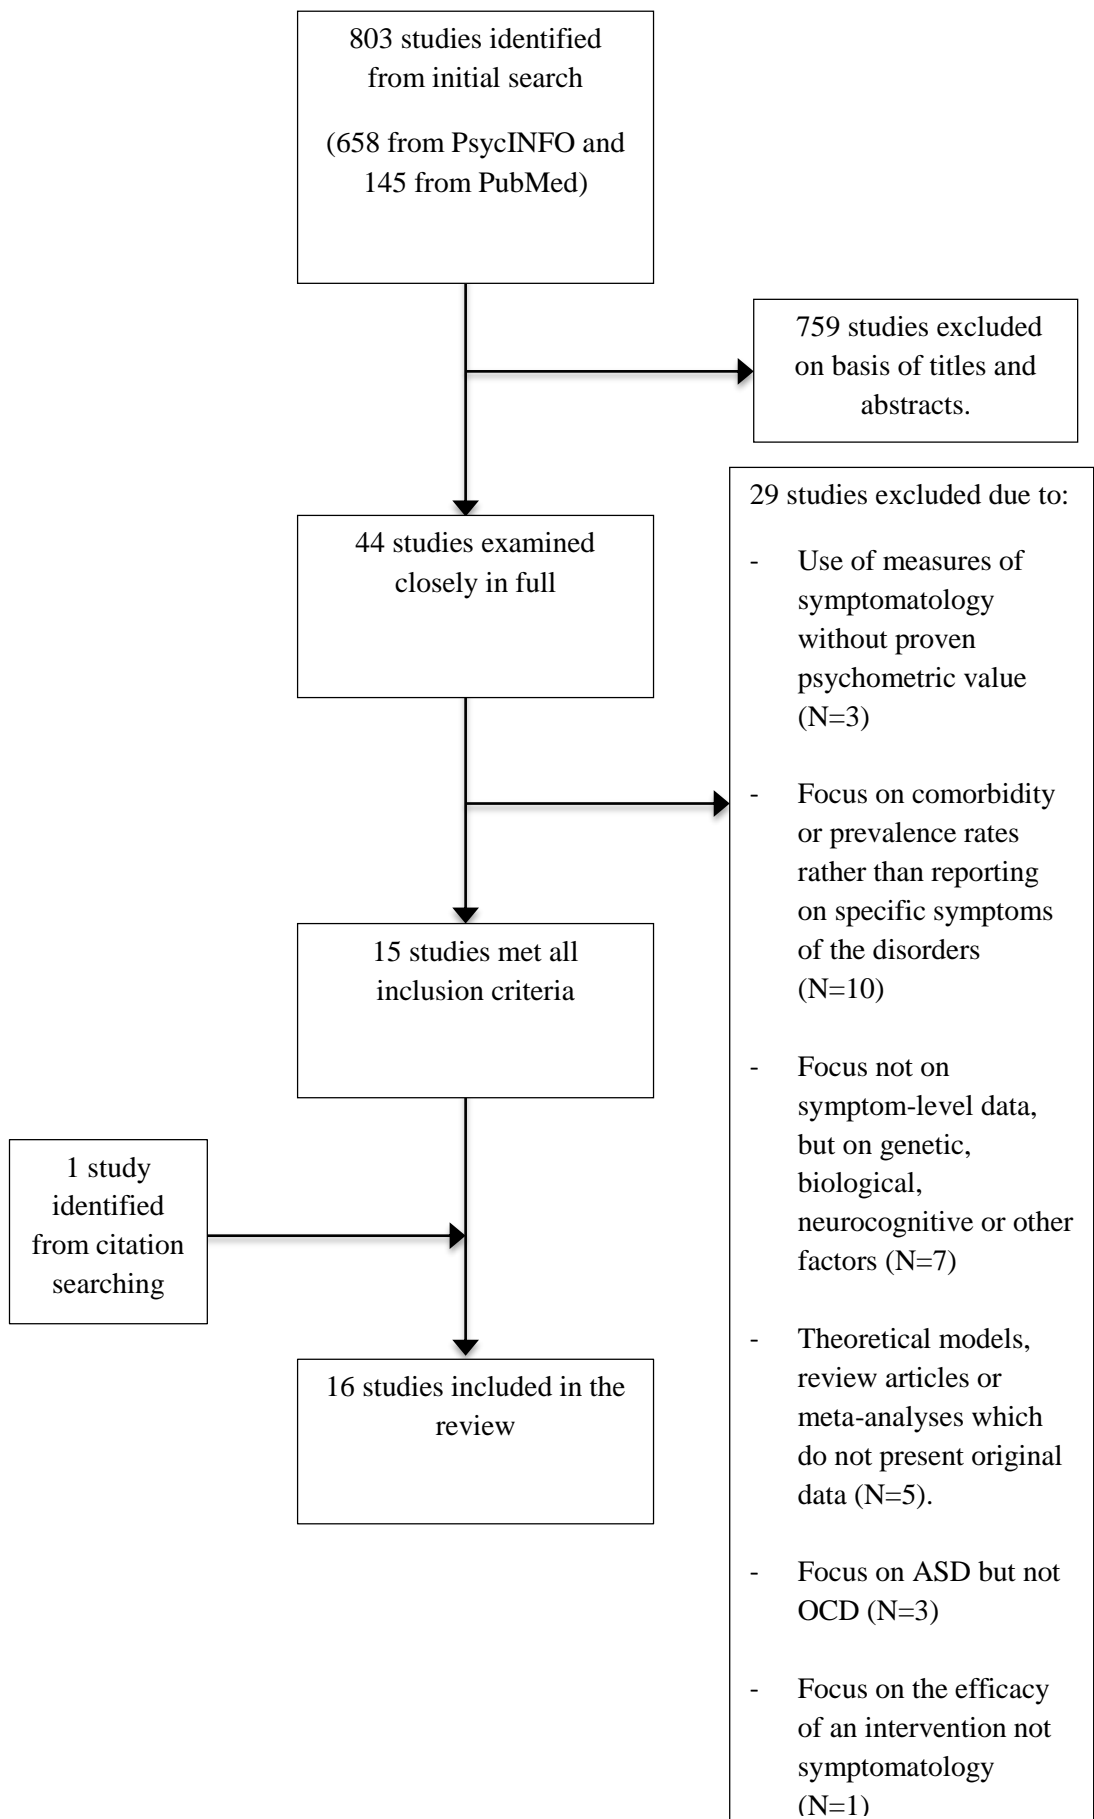 803 studies identified
from initial search
(658 from PsycINFO and
145 from PubMed)
759 studies excluded
on basis of titles and
abstracts.
44 studies examined
closely in full
29 studies excluded due to:
- Use of measures of
symptomatology
without proven
psychometric value
(N=3)
- Focus on comorbidity
or prevalence rates
rather than reporting
on specific symptoms
of the disorders
(N=10)
- Focus not on
symptom-level data,
but on genetic,
biological,
neurocognitive or other
factors (N=7)
- Theoretical models,
review articles or
meta-analyses which
do not present original
data (N=5).
- Focus on ASD but not
OCD (N=3)
- Focus on the efficacy
of an intervention not
symptomatology
(N=1)
15 studies met all
inclusion criteria
1 study
identified
from citation
searching
16 studies included in the
review